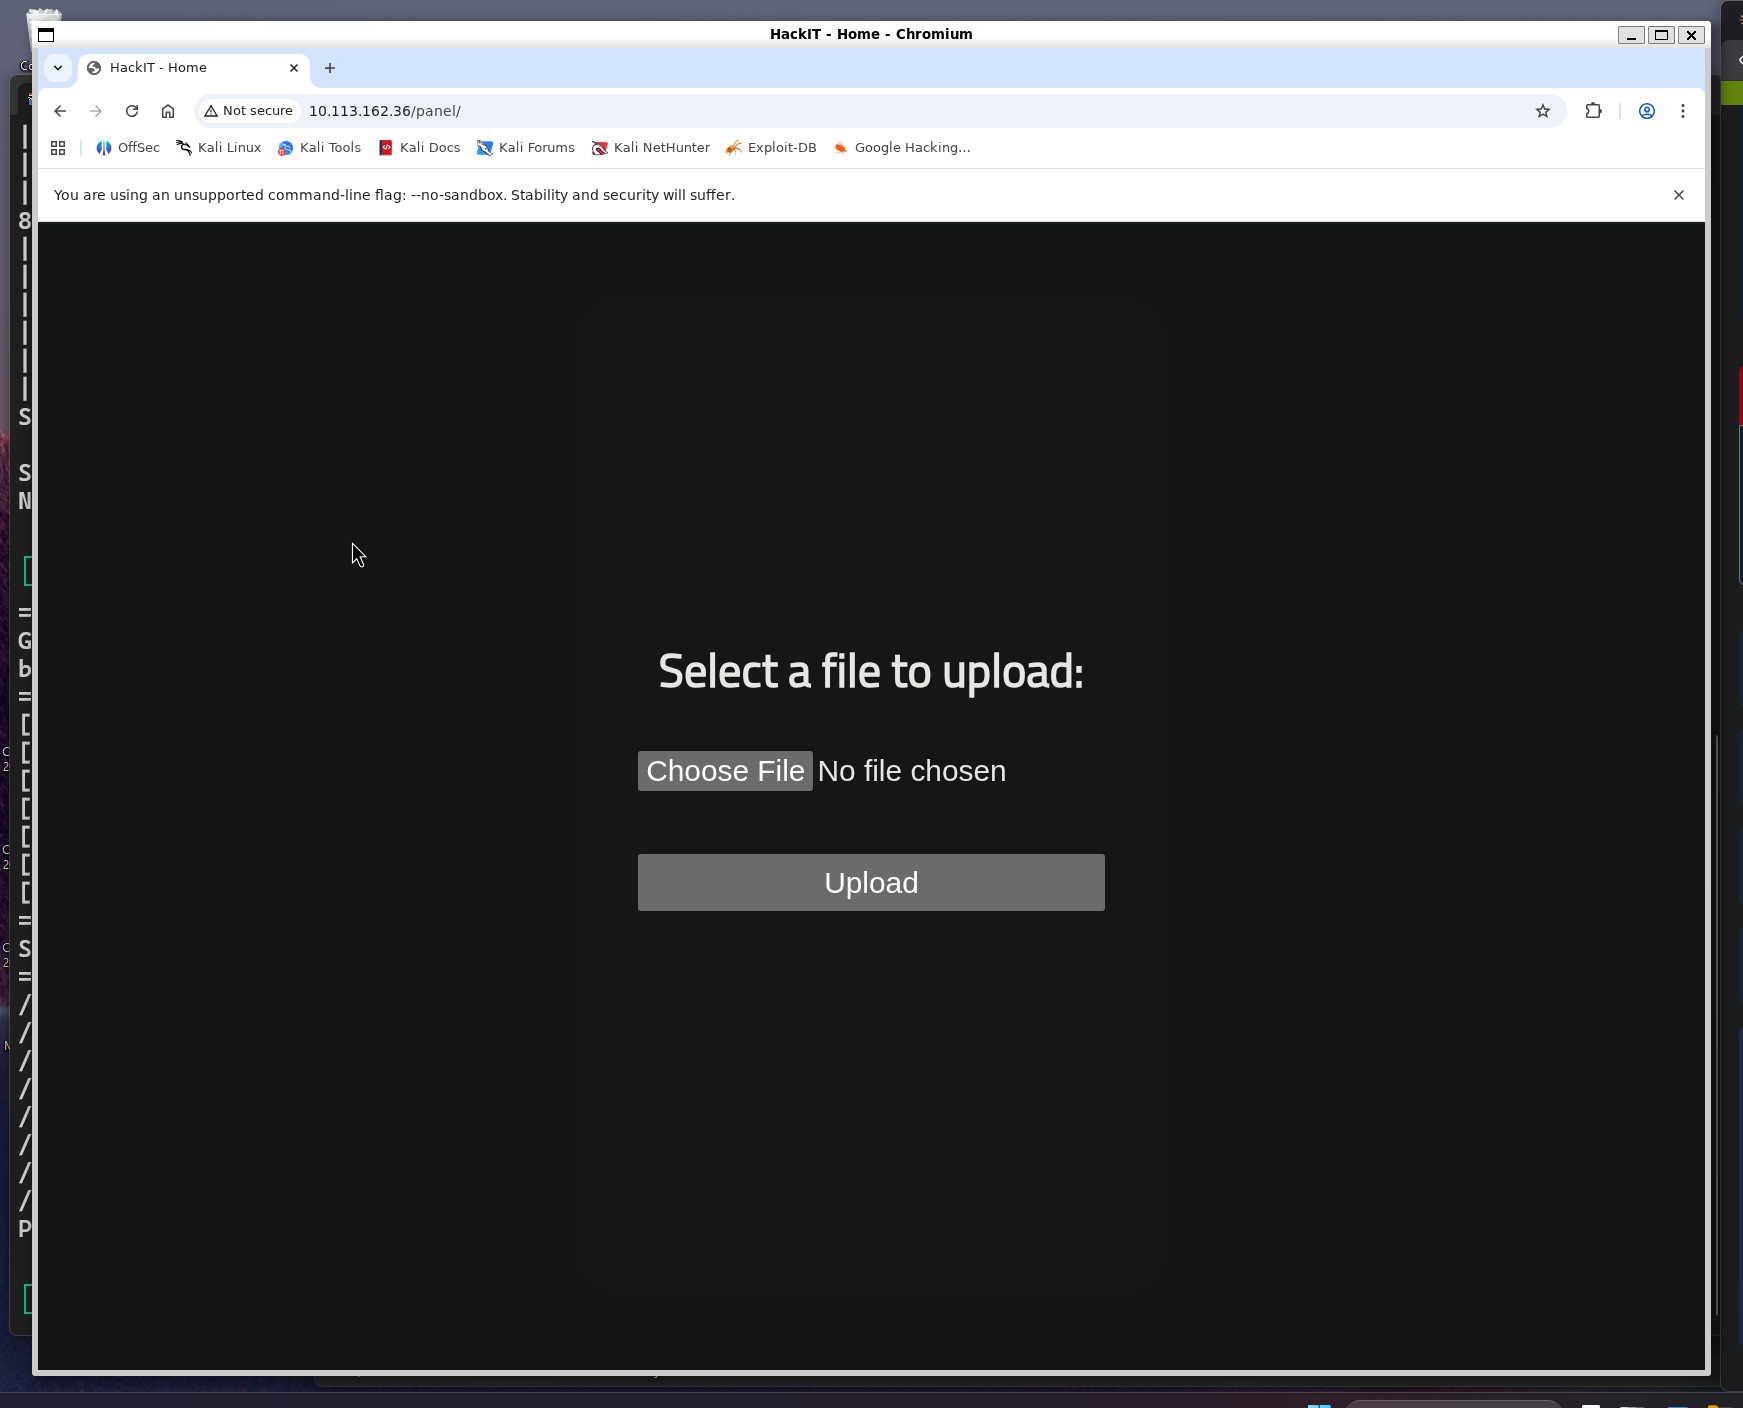 HackIT - Home - Chromium
HackIT - Home
Not secure 10.113.162.36/panel/
OffSec Kali Linux Kali Tools Kali Docs Kali Forums Kali NetHunter Exploit-DB Google Hacking...
You are using an unsupported command-line flag: --no-sandbox. Stability and security will suffer.
Select a file to upload:
Choose File No file chosen
Upload
|
|
|
8
|
|
|
|
|
|
S
S
N
=
G
b
=
[
[
[
[
[
[
[
=
S
=
/
/
/
/
/
/
/
/
P